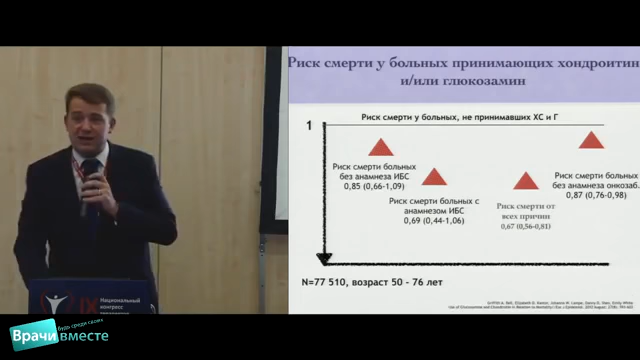 Риск смерти у больных принимающих хондроитин
и/или глюкозамин
1
Риск смерти у больных, не принимавших ХС и Г
Риск смерти больных
без анамнеза ИБС
0,85 (0,66-1,09)
Риск смерти больных с
анамнезом ИБС
0,69 (0,44-1,06)
Риск смерти от
всех причин
0,67 (0,56-0,81)
Риск смерти больных
без анамнеза онкозаб.
0,87 (0,76-0,98)
N=77 510, возраст 50 - 76 лет
IX
Национальный
конгресс
будь среди своих
Врачи вместе